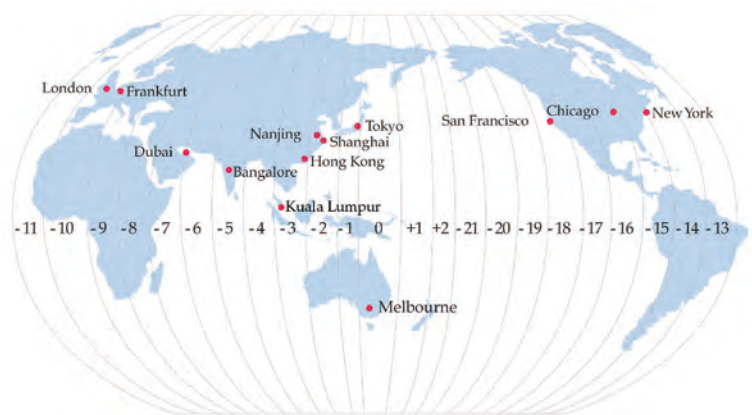 London
Frankfurt
Dubai
Nanjing
Tokyo
Shanghai
Hong Kong
Bangalore
Kuala Lumpur
San Francisco
Chicago
New York
-11 -10 -9 -8 -7 -6 -5 -4 -3 -2 -1 0 +1 +2 -21 -20 -19 -18 -17 -16 -15 -14 -13
Melbourne